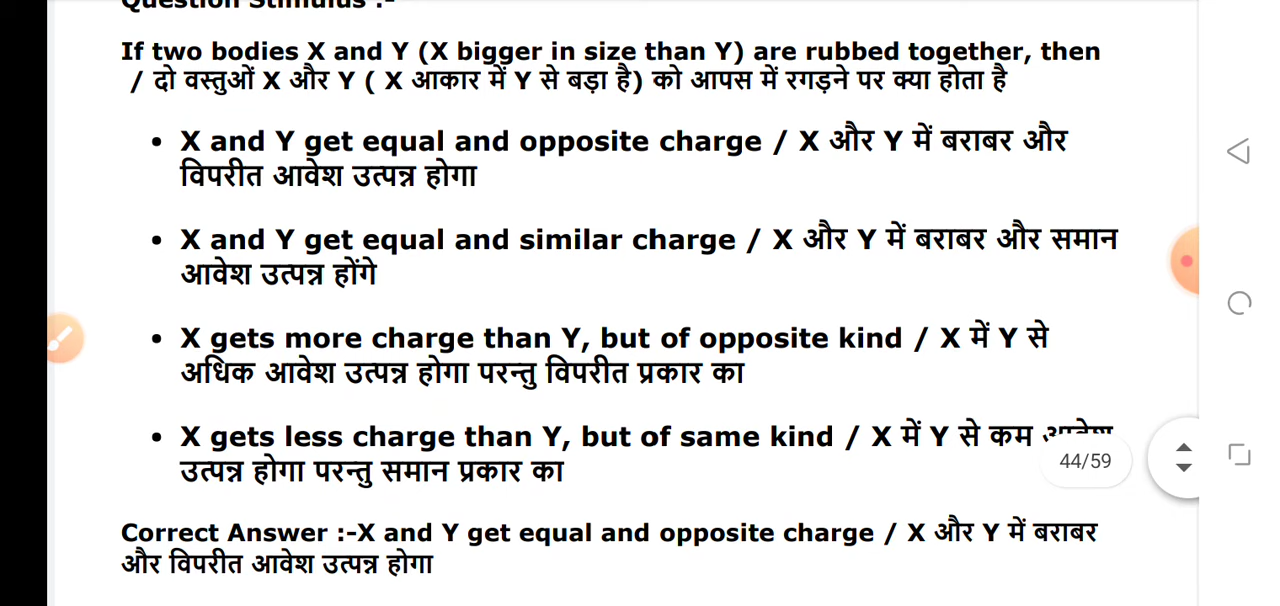 Question Stimulus :-
If two bodies X and Y (X bigger in size than Y) are rubbed together, then
/ दो वस्तुओं X और Y ( X आकार में Y से बड़ा है) को आपस में रगड़ने पर क्या होता है
• X and Y get equal and opposite charge / X और Y में बराबर और
विपरीत आवेश उत्पन्न होगा
• X and Y get equal and similar charge / X और Y में बराबर और समान
आवेश उत्पन्न होंगे
• X gets more charge than Y, but of opposite kind / X में Y से
अधिक आवेश उत्पन्न होगा परन्तु विपरीत प्रकार का
• X gets less charge than Y, but of same kind / X में Y से कम आवेश
उत्पन्न होगा परन्तु समान प्रकार का
44/59
Correct Answer :-X and Y get equal and opposite charge / X और Y में बराबर
और विपरीत आवेश उत्पन्न होगा